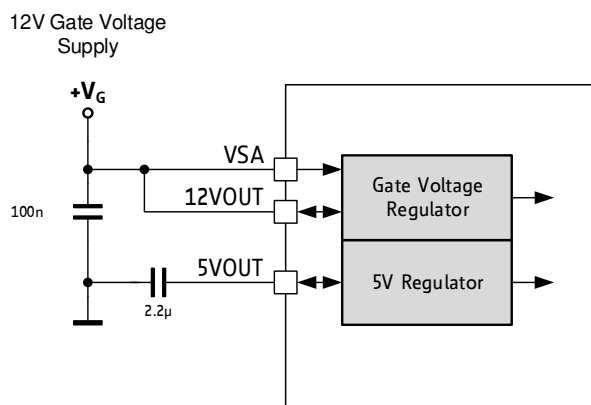 12V Gate Voltage
Supply
+VG
VSA
12VOUT
100n
Gate Voltage
Regulator
5VOUT
2.2µ
5V Regulator